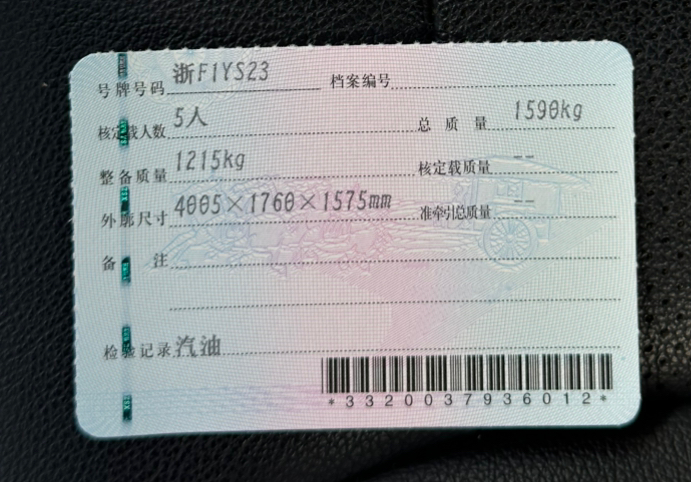 号牌号码 浙F1YS23 档案编号
核定载人数 5人 总质量 1590kg
整备质量 1215kg 核定载质量 --
外廓尺寸 4005×1760×1575mm 准牵引总质量 --
备注
检验记录 汽油
*3320037936012*